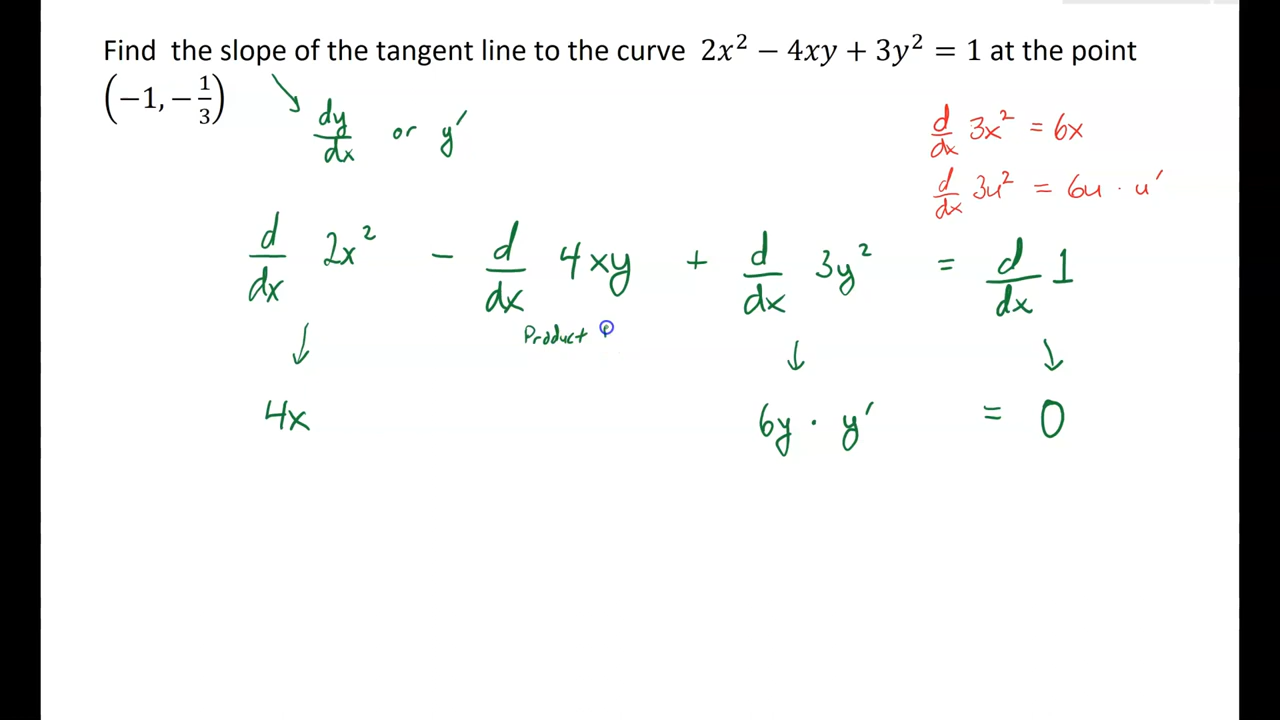 Find the slope of the tangent line to the curve 2x² − 4xy + 3y² = 1 at the point
(−1, −1/3)
dy/dx or y′
d/dx 3x² = 6x
d/dx 3u² = 6u · u′
d/dx 2x² − d/dx 4xy + d/dx 3y² = d/dx 1
Product
4x 6y · y′ = 0